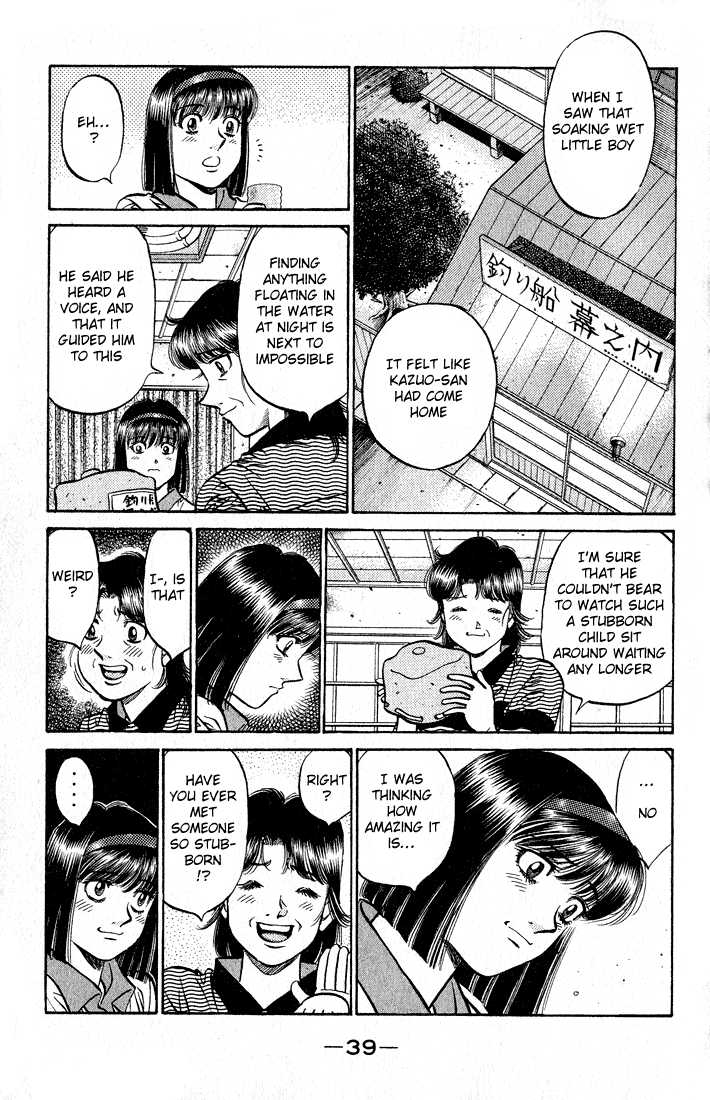 WHEN I
SAW THAT
SOAKING WET
LITTLE BOY
釣り船 幕之内
IT FELT LIKE
KAZUO-SAN
HAD COME
HOME
EH...
?
FINDING
ANYTHING
FLOATING IN
THE WATER
AT NIGHT IS
NEXT TO
IMPOSSIBLE
HE SAID HE
HEARD A
VOICE, AND
THAT IT
GUIDED HIM
TO THIS
釣り船
I'M SURE
THAT HE
COULDN'T BEAR
TO WATCH SUCH
A STUBBORN
CHILD SIT
AROUND WAITING
ANY LONGER
I-, IS
THAT
WEIRD
?
...
NO
I WAS
THINKING
HOW
AMAZING IT
IS...
RIGHT
?
HAVE
YOU EVER
MET
SOMEONE
SO STUB-
BORN
!?
....
—39—